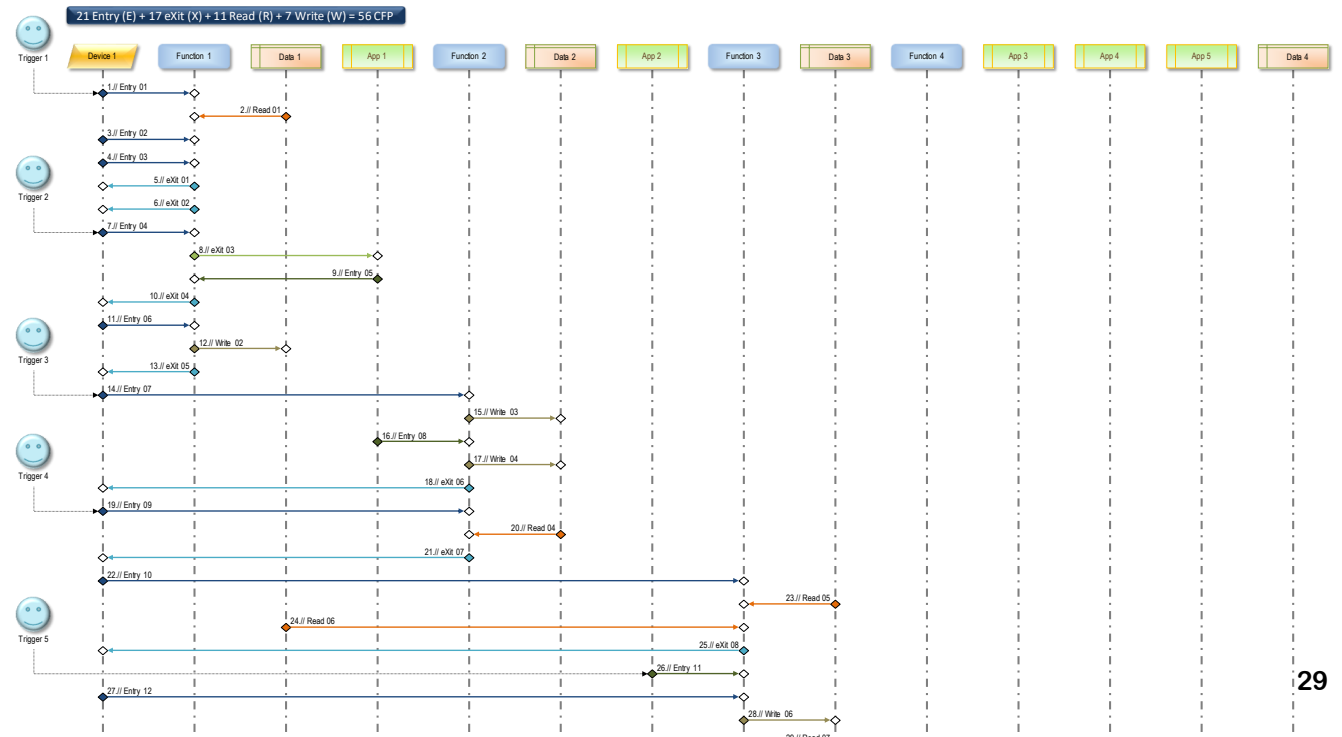 21 Entry (E) + 17 eXit (X) + 11 Read (R) + 7 Write (W) = 56 CFP
Trigger 1
Device 1 Function 1 Data 1 App 1 Function 2 Data 2 App 2 Function 3 Data 3 Function 4 App 3 App 4 App 5 Data 4
1.// Entry 01
2.// Read 01
3.// Entry 02
4.// Entry 03
5.// eXit 01
Trigger 2
6.// eXit 02
7.// Entry 04
8.// eXit 03
9.// Entry 05
10.// eXit 04
11.// Entry 06
12.// Write 02
Trigger 3
13.// eXit 05
14.// Entry 07
15.// Write 03
16.// Entry 08
17.// Write 04
Trigger 4
18.// eXit 06
19.// Entry 09
20.// Read 04
21.// eXit 07
22.// Entry 10
23.// Read 05
24.// Read 06
Trigger 5
25.// eXit 08
26.// Entry 11
27.// Entry 12
29
28.// Write 06
29.// Read 07